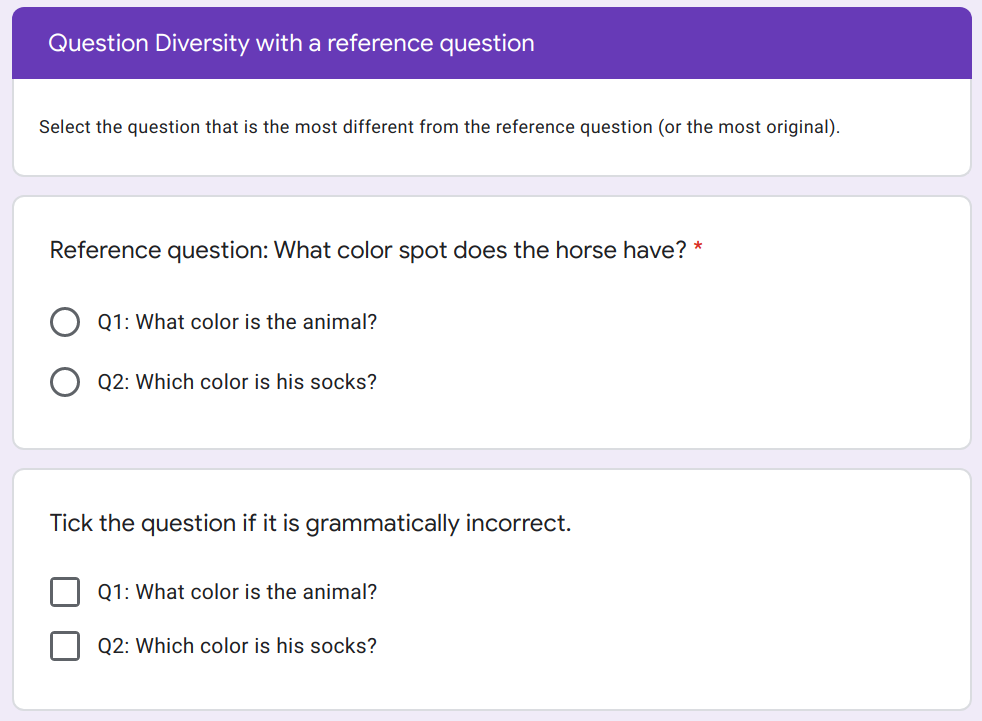 Question Diversity with a reference question
Select the question that is the most different from the reference question (or the most original).
Reference question: What color spot does the horse have? *
Q1: What color is the animal?
Q2: Which color is his socks?
Tick the question if it is grammatically incorrect.
Q1: What color is the animal?
Q2: Which color is his socks?